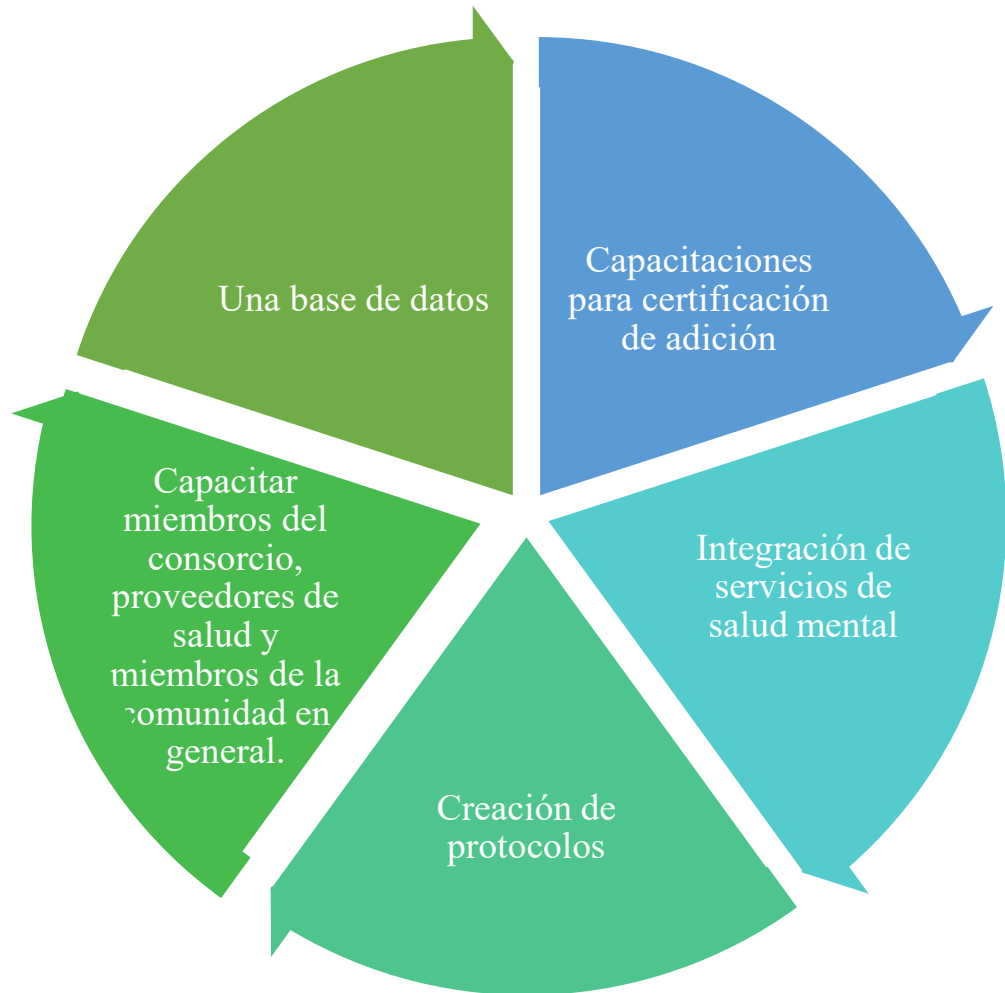 Capacitaciones
para certificación
de adición
Integración de
servicios de
salud mental
Creación de
protocolos
Capacitar
miembros del
consorcio,
proveedores de
salud y
miembros de la
comunidad en
general.
Una base de datos